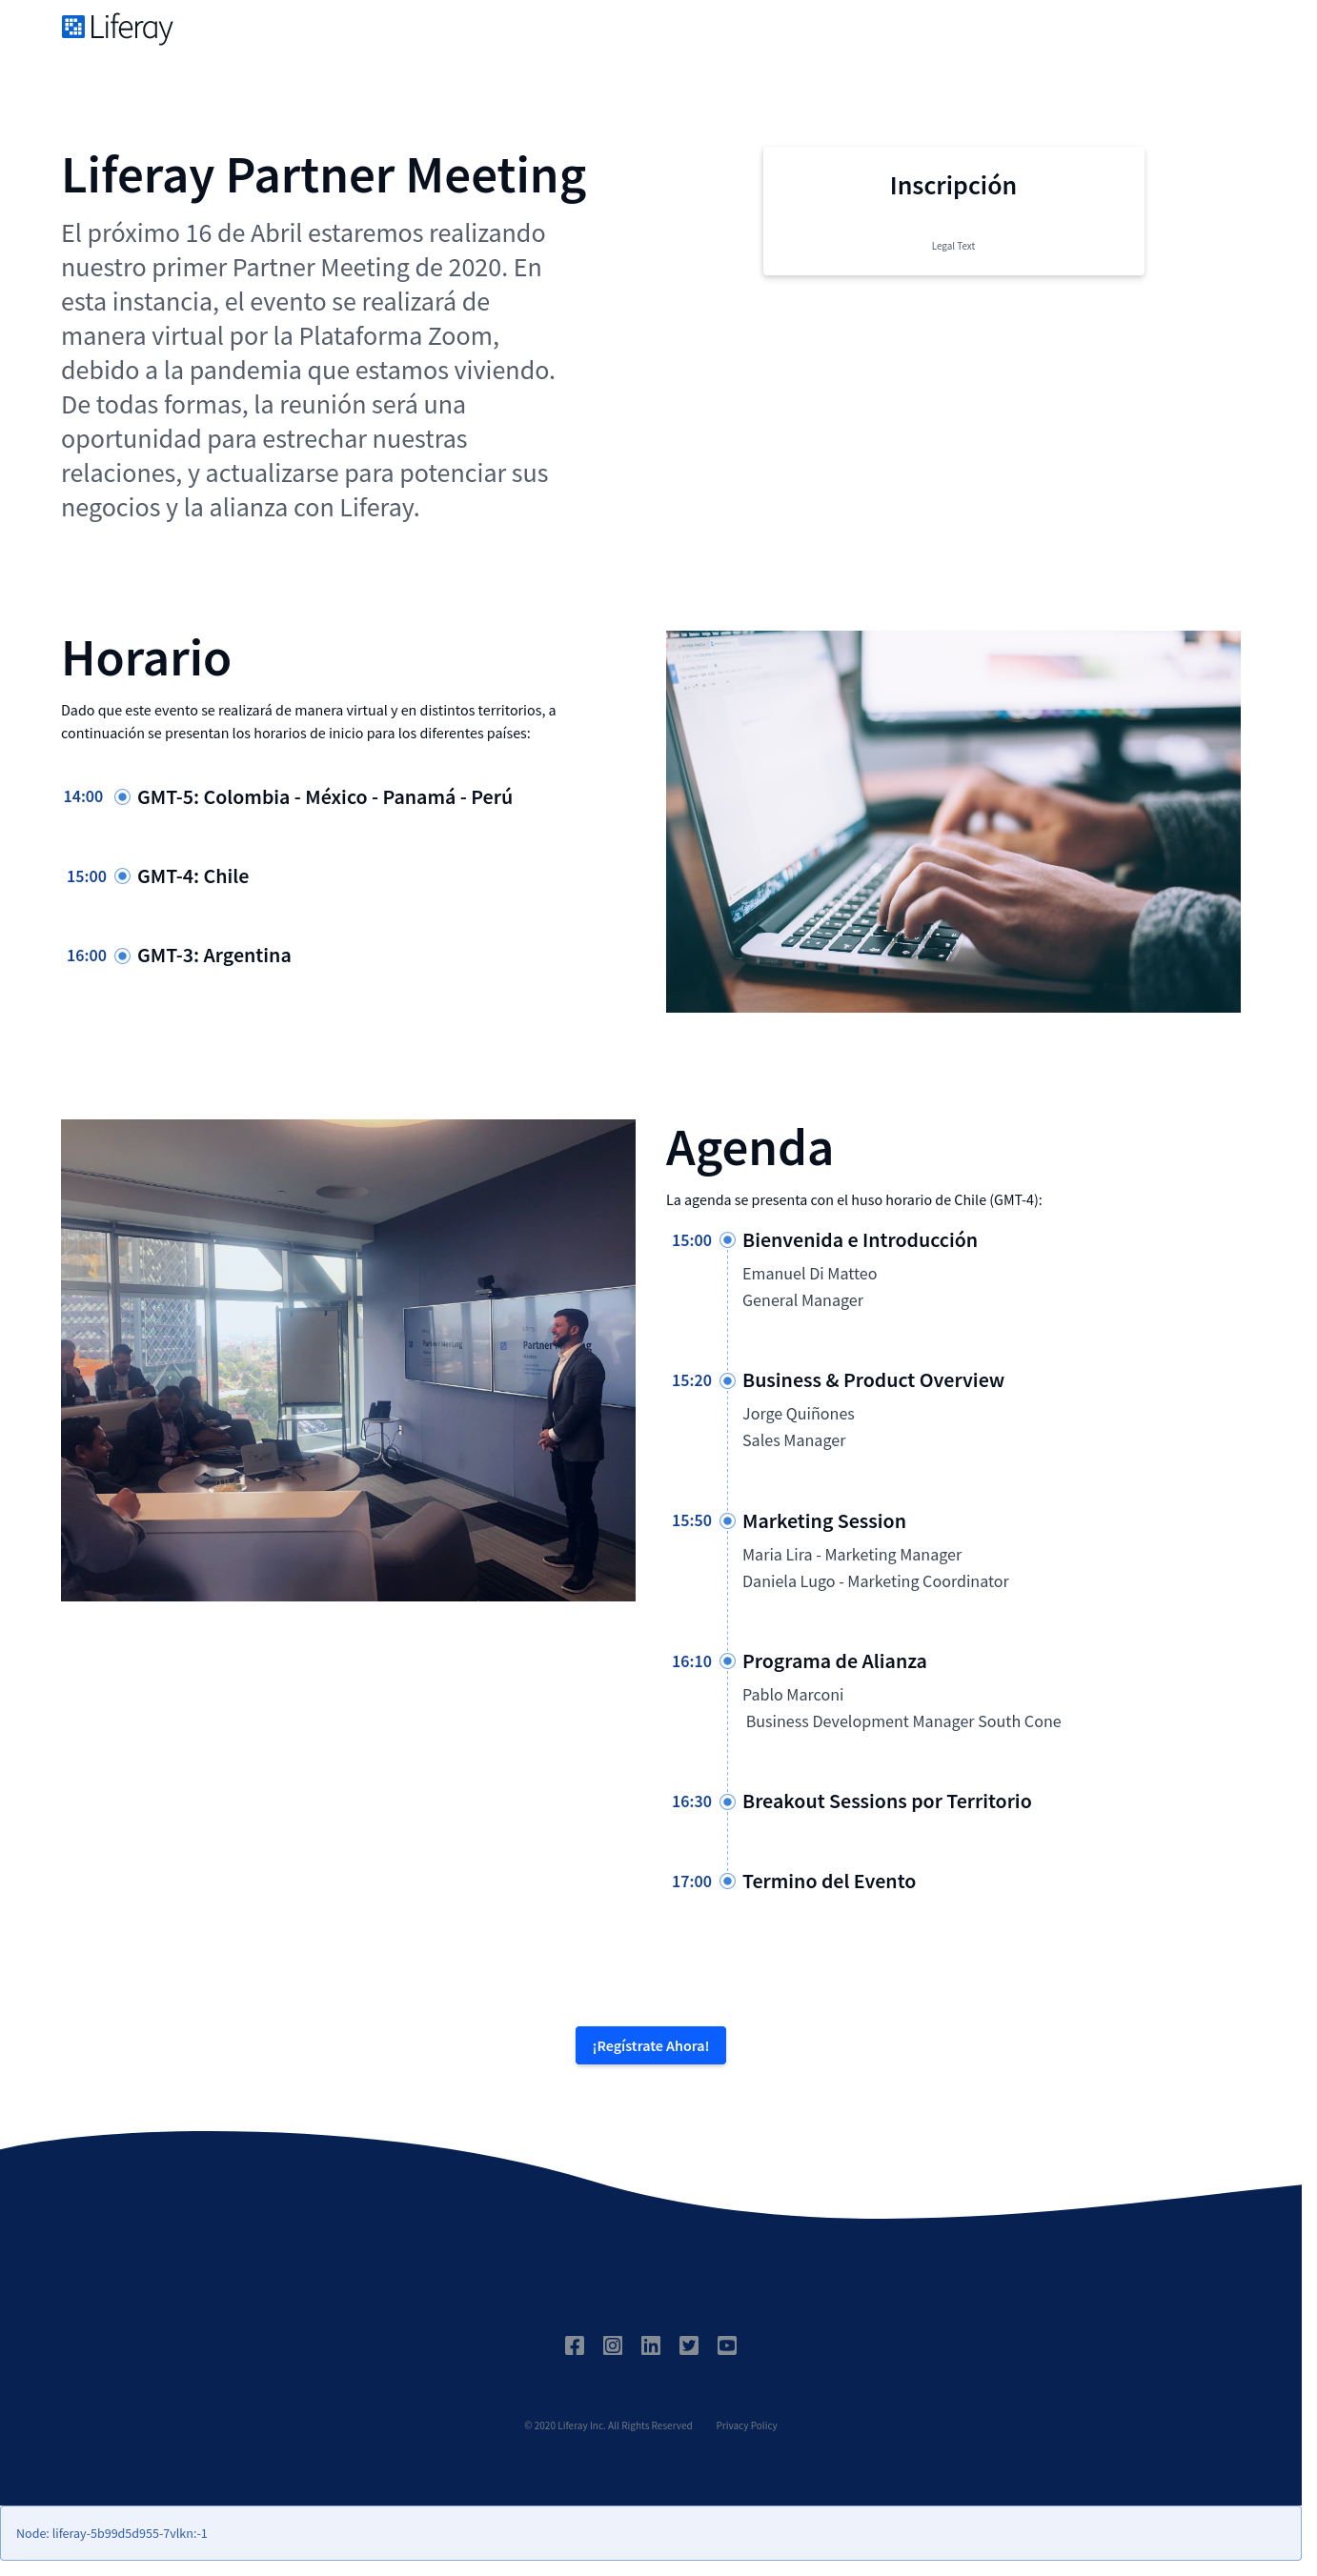 Liferay
Liferay Partner Meeting
El próximo 16 de Abril estaremos realizando
nuestro primer Partner Meeting de 2020. En
esta instancia, el evento se realizará de
manera virtual por la Plataforma Zoom,
debido a la pandemia que estamos viviendo.
De todas formas, la reunión será una
oportunidad para estrechar nuestras
relaciones, y actualizarse para potenciar sus
negocios y la alianza con Liferay.
Inscripción
Legal Text
Horario
Dado que este evento se realizará de manera virtual y en distintos territorios, a
continuación se presentan los horarios de inicio para los diferentes países:
14:00 GMT-5: Colombia - México - Panamá - Perú
15:00 GMT-4: Chile
16:00 GMT-3: Argentina
Partner Meeting
Agenda
La agenda se presenta con el huso horario de Chile (GMT-4):
15:00 Bienvenida e Introducción
Emanuel Di Matteo
General Manager
15:20 Business & Product Overview
Jorge Quiñones
Sales Manager
15:50 Marketing Session
Maria Lira - Marketing Manager
Daniela Lugo - Marketing Coordinator
16:10 Programa de Alianza
Pablo Marconi
Business Development Manager South Cone
16:30 Breakout Sessions por Territorio
17:00 Termino del Evento
¡Regístrate Ahora!
© 2020 Liferay Inc. All Rights Reserved Privacy Policy
Node: liferay-5b99d5d955-7vlkn:-1